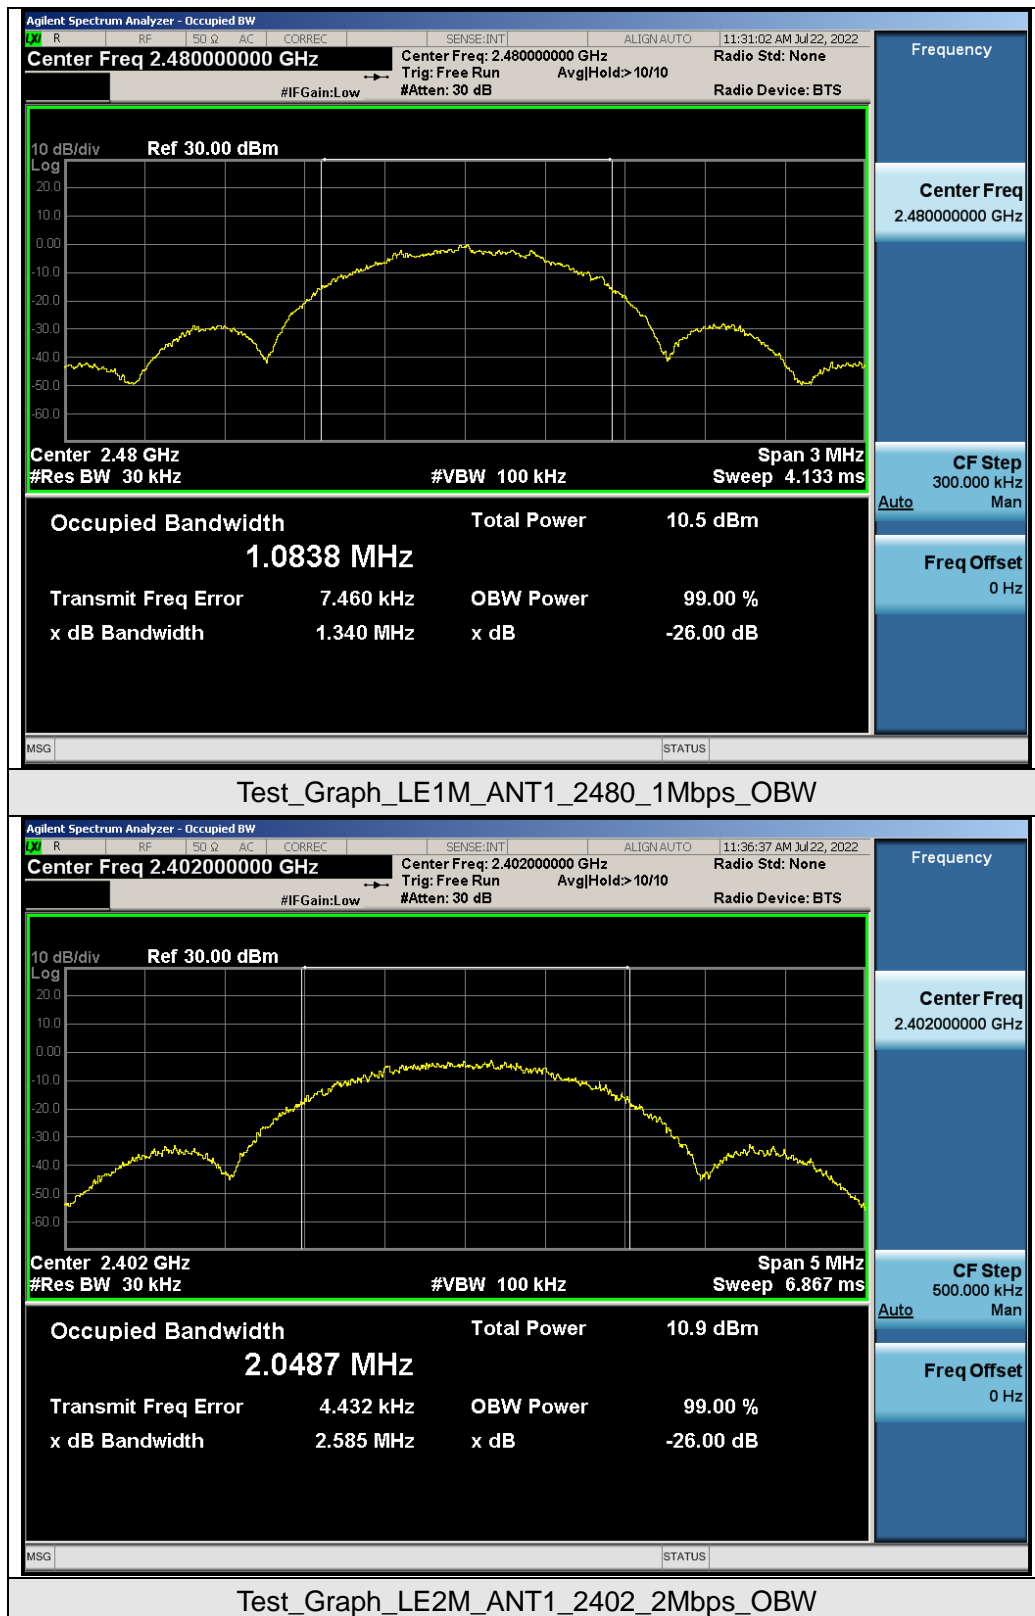 Agilent Spectrum Analyzer - Occupied BW
LXI R RF 50 Ω AC CORREC SENSE:INT ALIGN AUTO 11:31:02 AM Jul 22, 2022
Center Freq 2.480000000 GHz Center Freq: 2.480000000 GHz Radio Std: None
Trig: Free Run Avg|Hold:>10/10
#IFGain:Low #Atten: 30 dB Radio Device: BTS
Frequency
10 dB/div Ref 30.00 dBm
Log
20.0
10.0
0.00
-10.0
-20.0
-30.0
-40.0
-50.0
-60.0
Center 2.48 GHz Span 3 MHz
#Res BW 30 kHz #VBW 100 kHz Sweep 4.133 ms
Occupied Bandwidth Total Power 10.5 dBm
1.0838 MHz
Transmit Freq Error 7.460 kHz OBW Power 99.00 %
x dB Bandwidth 1.340 MHz x dB -26.00 dB
Center Freq
2.480000000 GHz
CF Step
300.000 kHz
Auto Man
Freq Offset
0 Hz
MSG STATUS
Test_Graph_LE1M_ANT1_2480_1Mbps_OBW
Agilent Spectrum Analyzer - Occupied BW
LXI R RF 50 Ω AC CORREC SENSE:INT ALIGN AUTO 11:36:37 AM Jul 22, 2022
Center Freq 2.402000000 GHz Center Freq: 2.402000000 GHz Radio Std: None
Trig: Free Run Avg|Hold:>10/10
#IFGain:Low #Atten: 30 dB Radio Device: BTS
Frequency
10 dB/div Ref 30.00 dBm
Log
20.0
10.0
0.00
-10.0
-20.0
-30.0
-40.0
-50.0
-60.0
Center 2.402 GHz Span 5 MHz
#Res BW 30 kHz #VBW 100 kHz Sweep 6.867 ms
Occupied Bandwidth Total Power 10.9 dBm
2.0487 MHz
Transmit Freq Error 4.432 kHz OBW Power 99.00 %
x dB Bandwidth 2.585 MHz x dB -26.00 dB
Center Freq
2.402000000 GHz
CF Step
500.000 kHz
Auto Man
Freq Offset
0 Hz
MSG STATUS
Test_Graph_LE2M_ANT1_2402_2Mbps_OBW